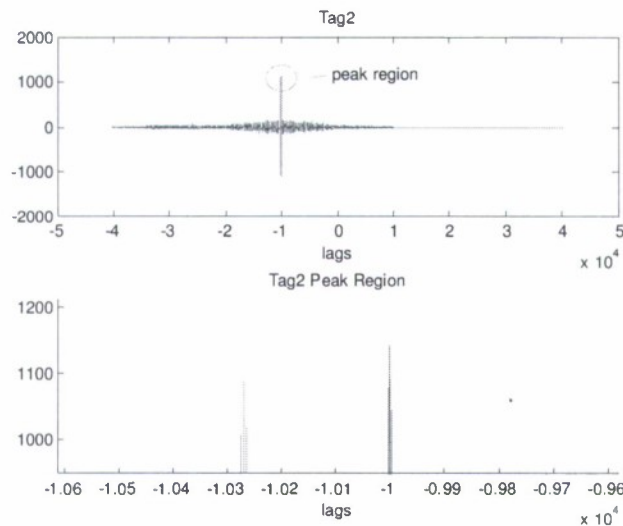 Tag2
2000
1000
0
-1000
-2000
peak region
-5 -4 -3 -2 -1 0 1 2 3 4 5
lags
x 10^4
Tag2 Peak Region
1200
1100
1000
-1.06 -1.05 -1.04 -1.03 -1.02 -1.01 -1 -0.99 -0.98 -0.97 -0.96
lags
x 10^4